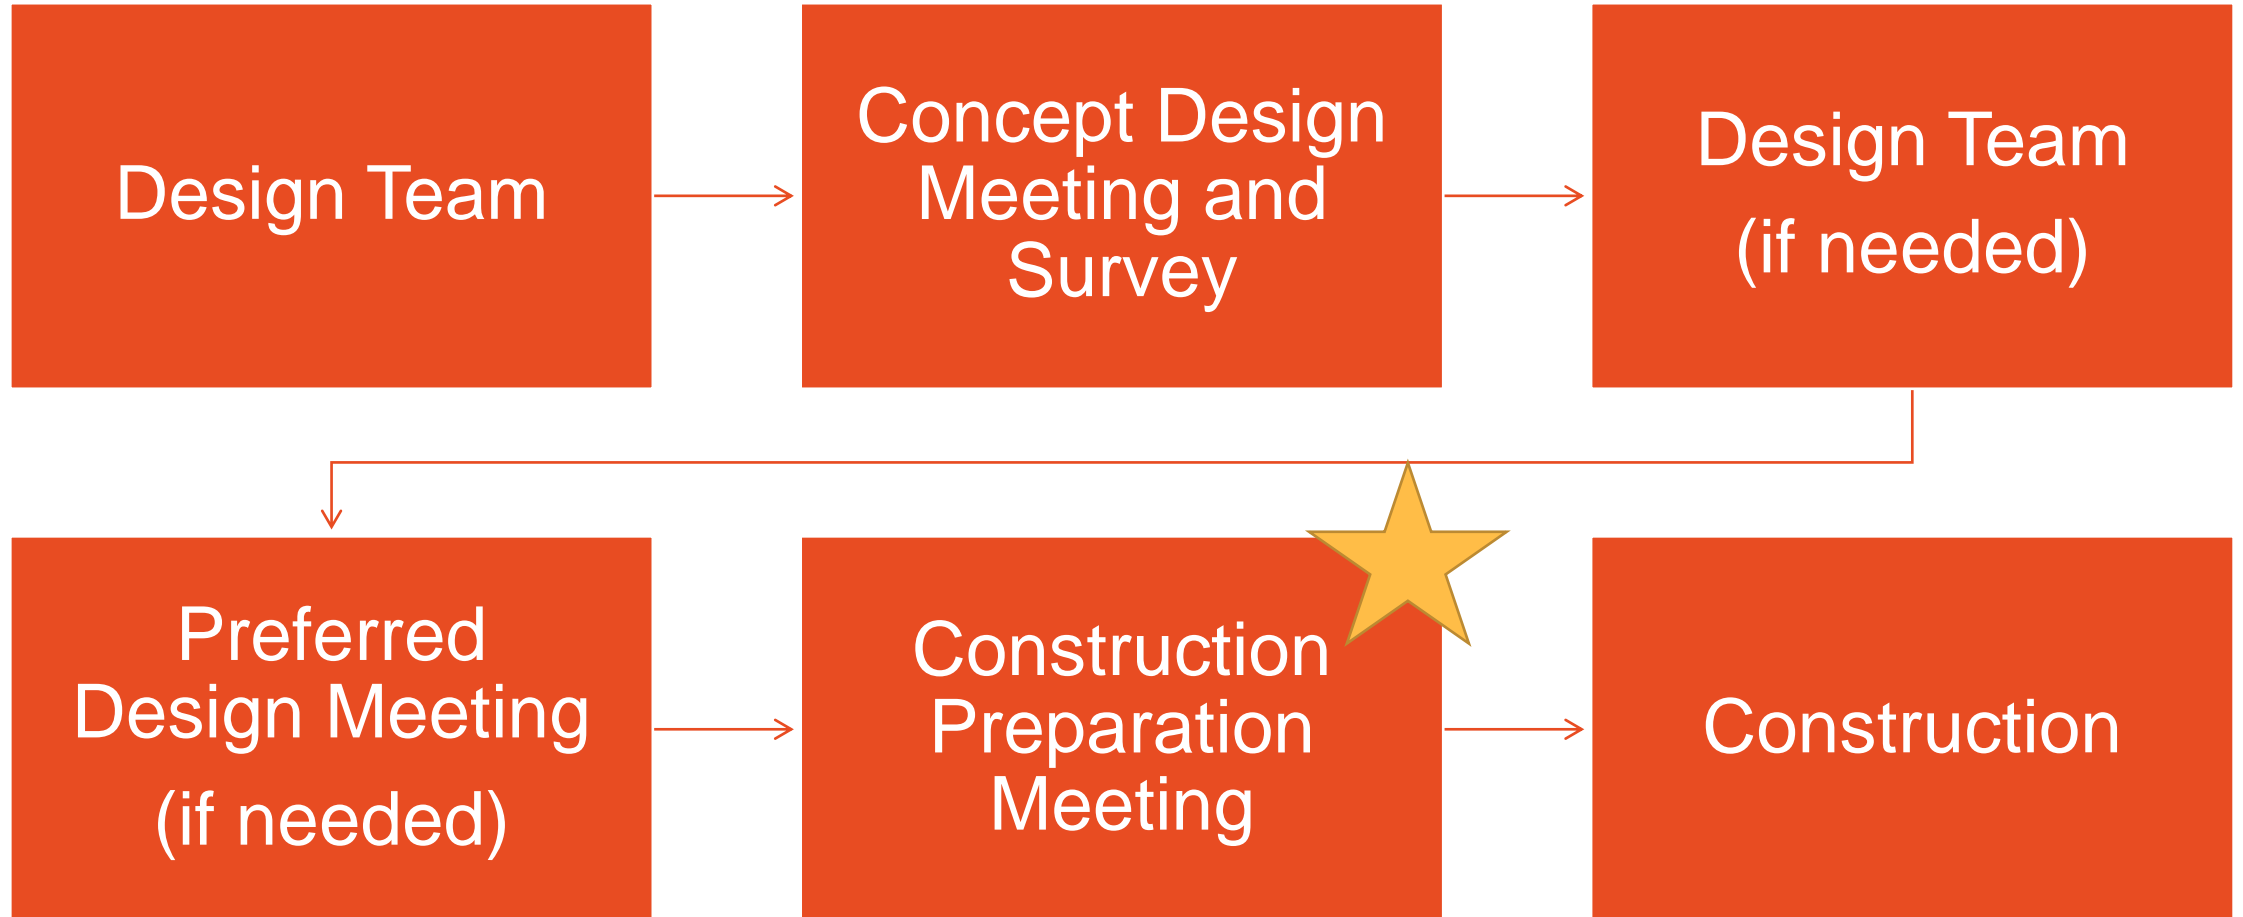 Design Team
Concept Design
Meeting and
Survey
Design Team
(if needed)
Preferred
Design Meeting
(if needed)
Construction
Preparation
Meeting
Construction